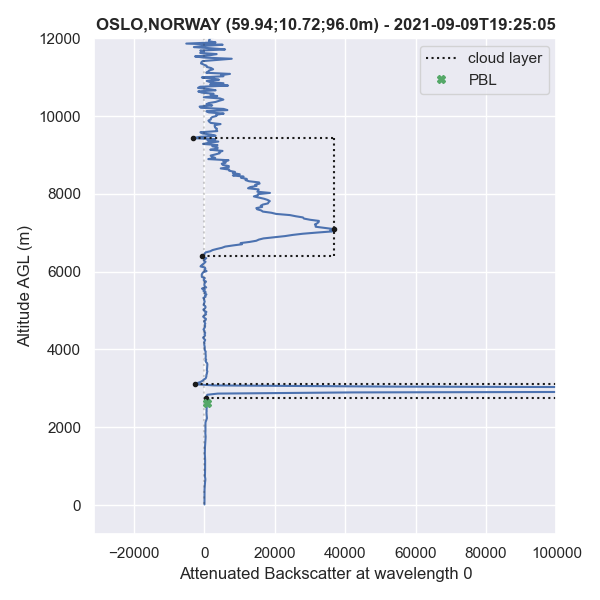 OSLO,NORWAY (59.94;10.72;96.0m) - 2021-09-09T19:25:05
12000
10000
8000
6000
4000
2000
0
Altitude AGL (m)
cloud layer
PBL
−20000 0 20000 40000 60000 80000 100000
Attenuated Backscatter at wavelength 0